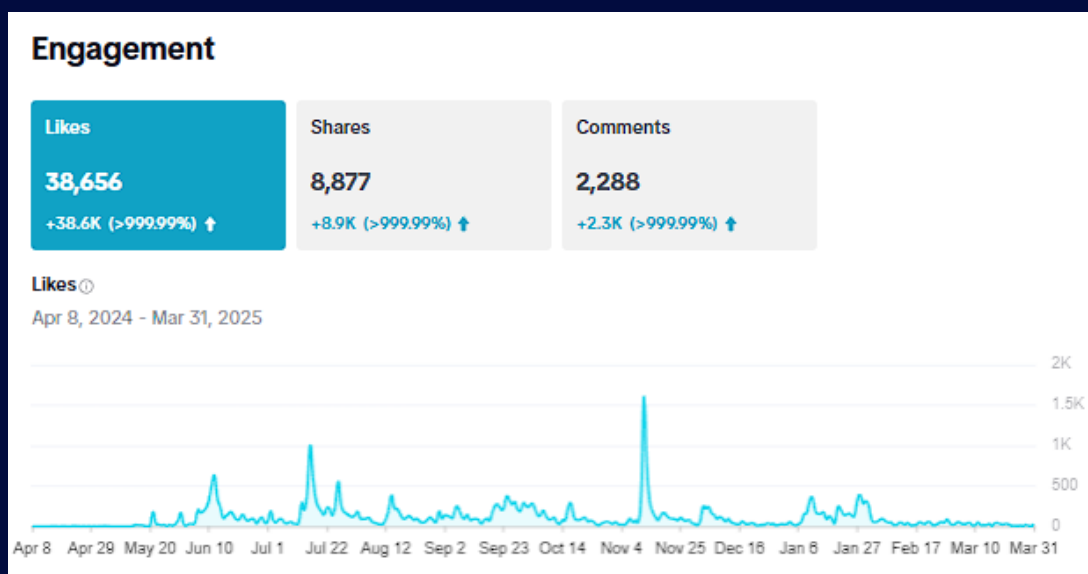 Engagement
Likes
38,656
+38.6K (>999.99%)
Shares
8,877
+8.9K (>999.99%)
Comments
2,288
+2.3K (>999.99%)
Likes
Apr 8, 2024 - Mar 31, 2025
2K
1.5K
1K
500
0
Apr 8 Apr 29 May 20 Jun 10 Jul 1 Jul 22 Aug 12 Sep 2 Sep 23 Oct 14 Nov 4 Nov 25 Dec 16 Jan 6 Jan 27 Feb 17 Mar 10 Mar 31